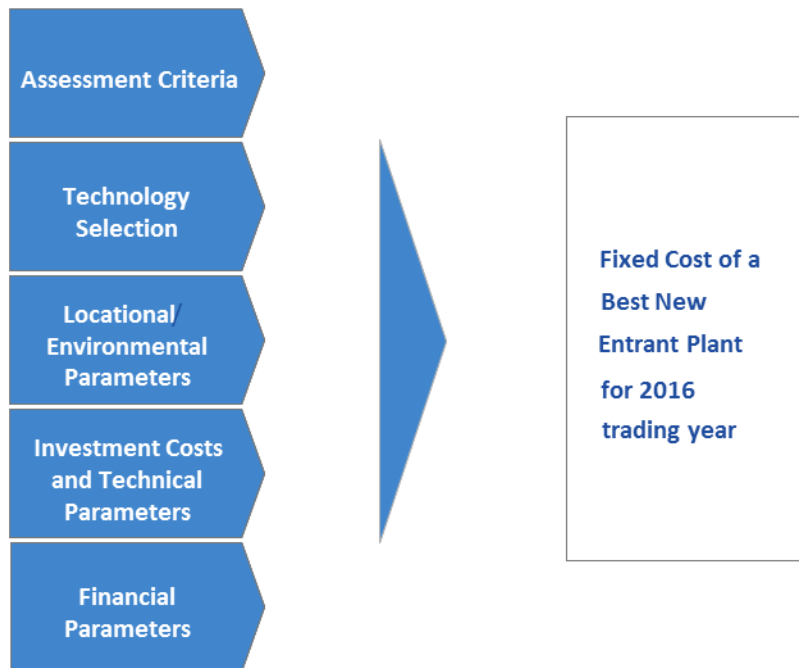 Assessment Criteria
Technology
Selection
Locational/
Environmental
Parameters
Investment Costs
and Technical
Parameters
Financial
Parameters
Fixed Cost of a
Best New
Entrant Plant
for 2016
trading year